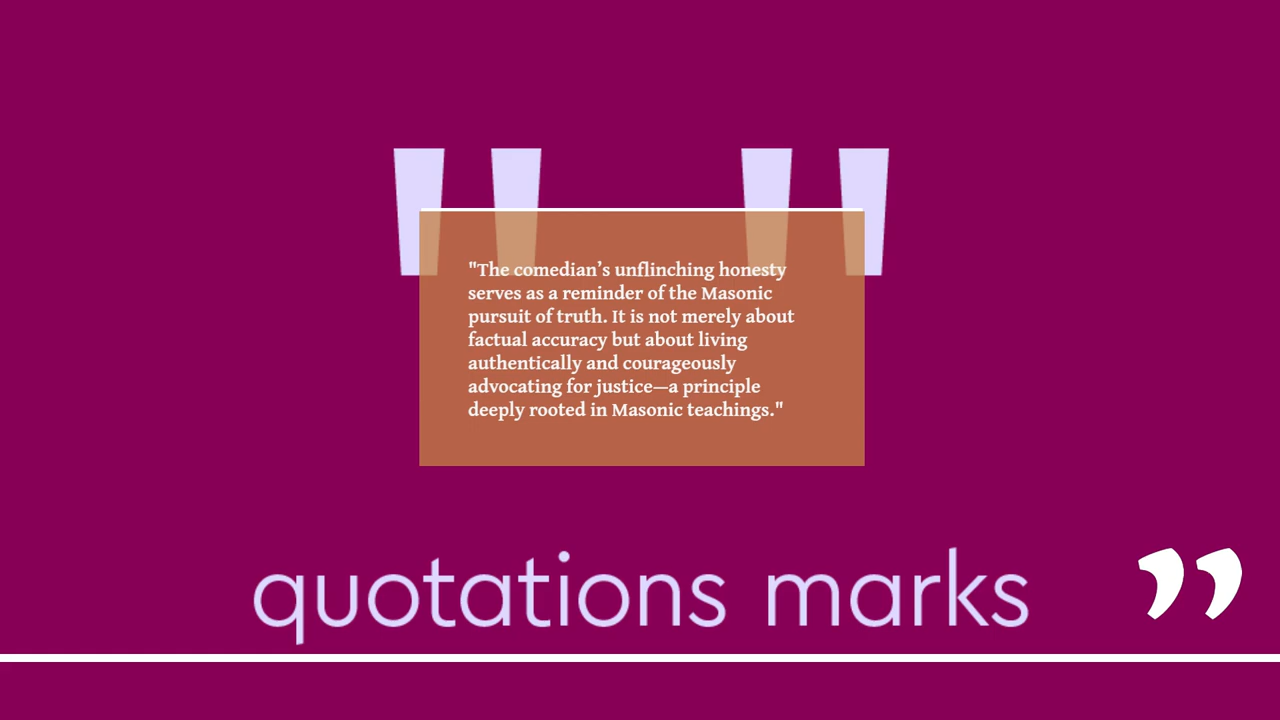 "The comedian’s unflinching honesty
serves as a reminder of the Masonic
pursuit of truth. It is not merely about
factual accuracy but about living
authentically and courageously
advocating for justice—a principle
deeply rooted in Masonic teachings."
quotations marks